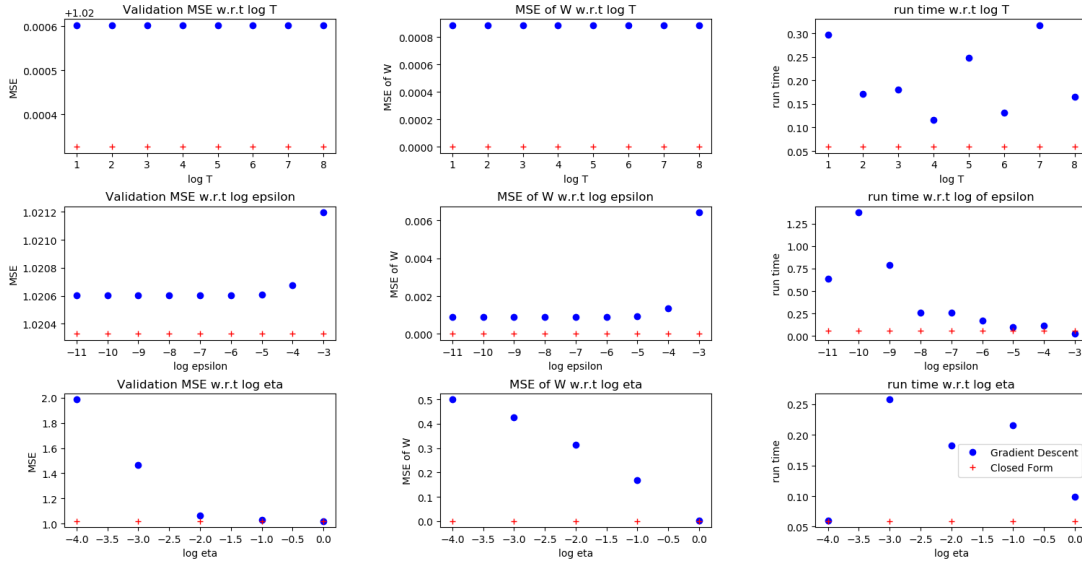 Validation MSE w.r.t log T
+1.02
0.0006
0.0005
0.0004
MSE
1 2 3 4 5 6 7 8
log T
MSE of W w.r.t log T
0.0008
0.0006
0.0004
0.0002
0.0000
MSE of W
1 2 3 4 5 6 7 8
log T
run time w.r.t log T
0.30
0.25
0.20
0.15
0.10
0.05
run time
1 2 3 4 5 6 7 8
log T
Validation MSE w.r.t log epsilon
1.0212
1.0210
1.0208
1.0206
1.0204
MSE
−11 −10 −9 −8 −7 −6 −5 −4 −3
log epsilon
MSE of W w.r.t log epsilon
0.006
0.004
0.002
0.000
MSE of W
−11 −10 −9 −8 −7 −6 −5 −4 −3
log epsilon
run time w.r.t log of epsilon
1.25
1.00
0.75
0.50
0.25
0.00
run time
−11 −10 −9 −8 −7 −6 −5 −4 −3
log epsilon
Validation MSE w.r.t log eta
2.0
1.8
1.6
1.4
1.2
1.0
MSE
−4.0 −3.5 −3.0 −2.5 −2.0 −1.5 −1.0 −0.5 0.0
log eta
MSE of W w.r.t log eta
0.5
0.4
0.3
0.2
0.1
0.0
MSE of W
−4.0 −3.5 −3.0 −2.5 −2.0 −1.5 −1.0 −0.5 0.0
log eta
run time w.r.t log eta
0.25
0.20
0.15
0.10
0.05
run time
Gradient Descent
Closed Form
−4.0 −3.5 −3.0 −2.5 −2.0 −1.5 −1.0 −0.5 0.0
log eta